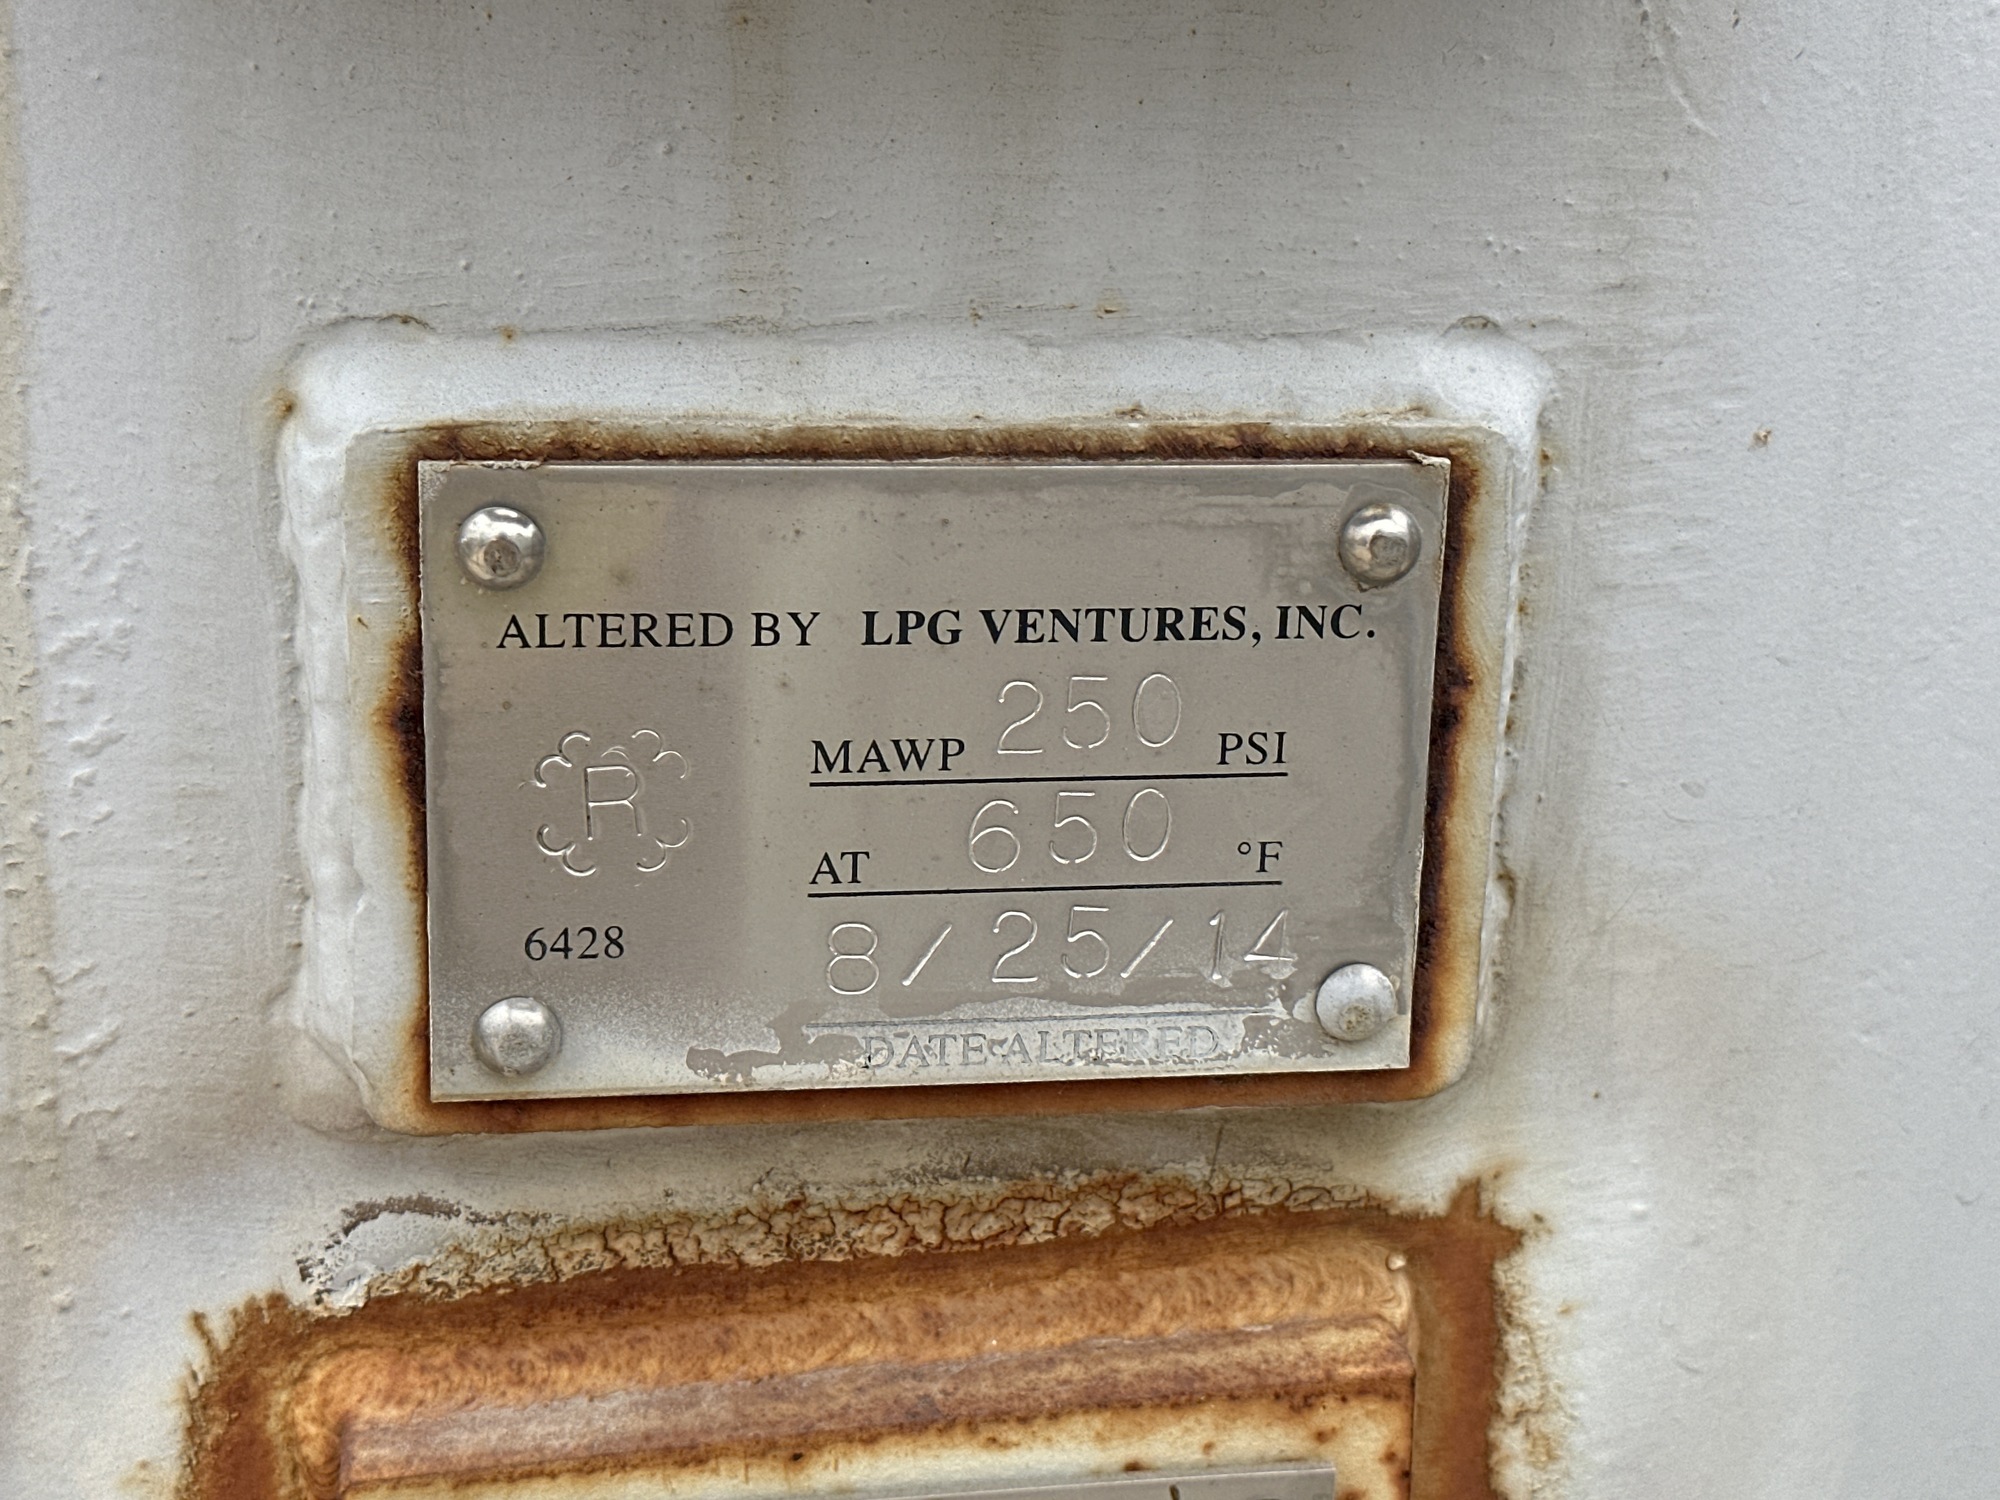 ALTERED BY LPG VENTURES, INC.
MAWP 250 PSI
R
AT 650 °F
6428
8/25/14
DATE ALTERED